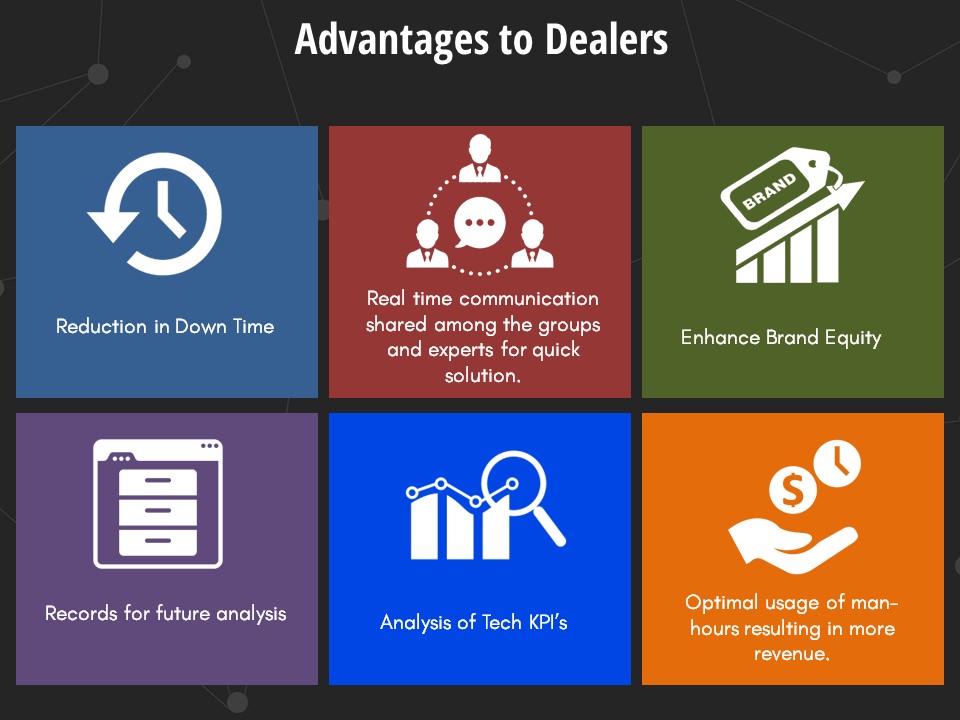 Advantages to Dealers
Reduction in Down Time
Real time communication
shared among the groups
and experts for quick
solution.
BRAND
Enhance Brand Equity
Records for future analysis
Analysis of Tech KPI's
$
Optimal usage of man-
hours resulting in more
revenue.